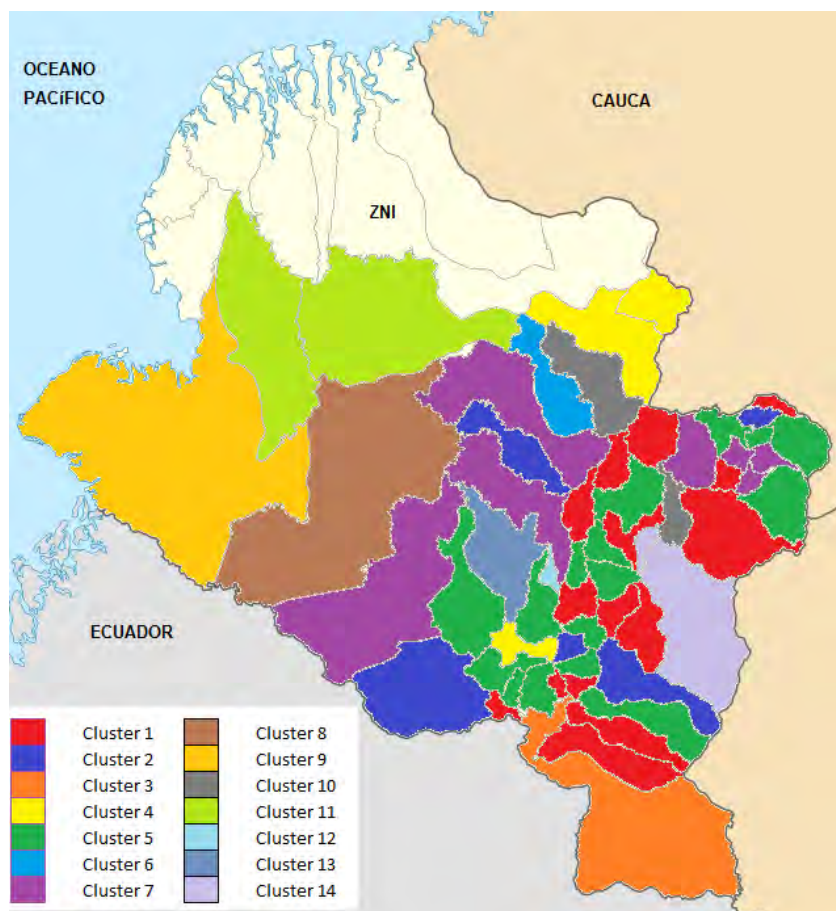 OCEANO
PACíFICO
CAUCA
ZNI
ECUADOR
Cluster 1
Cluster 2
Cluster 3
Cluster 4
Cluster 5
Cluster 6
Cluster 7
Cluster 8
Cluster 9
Cluster 10
Cluster 11
Cluster 12
Cluster 13
Cluster 14